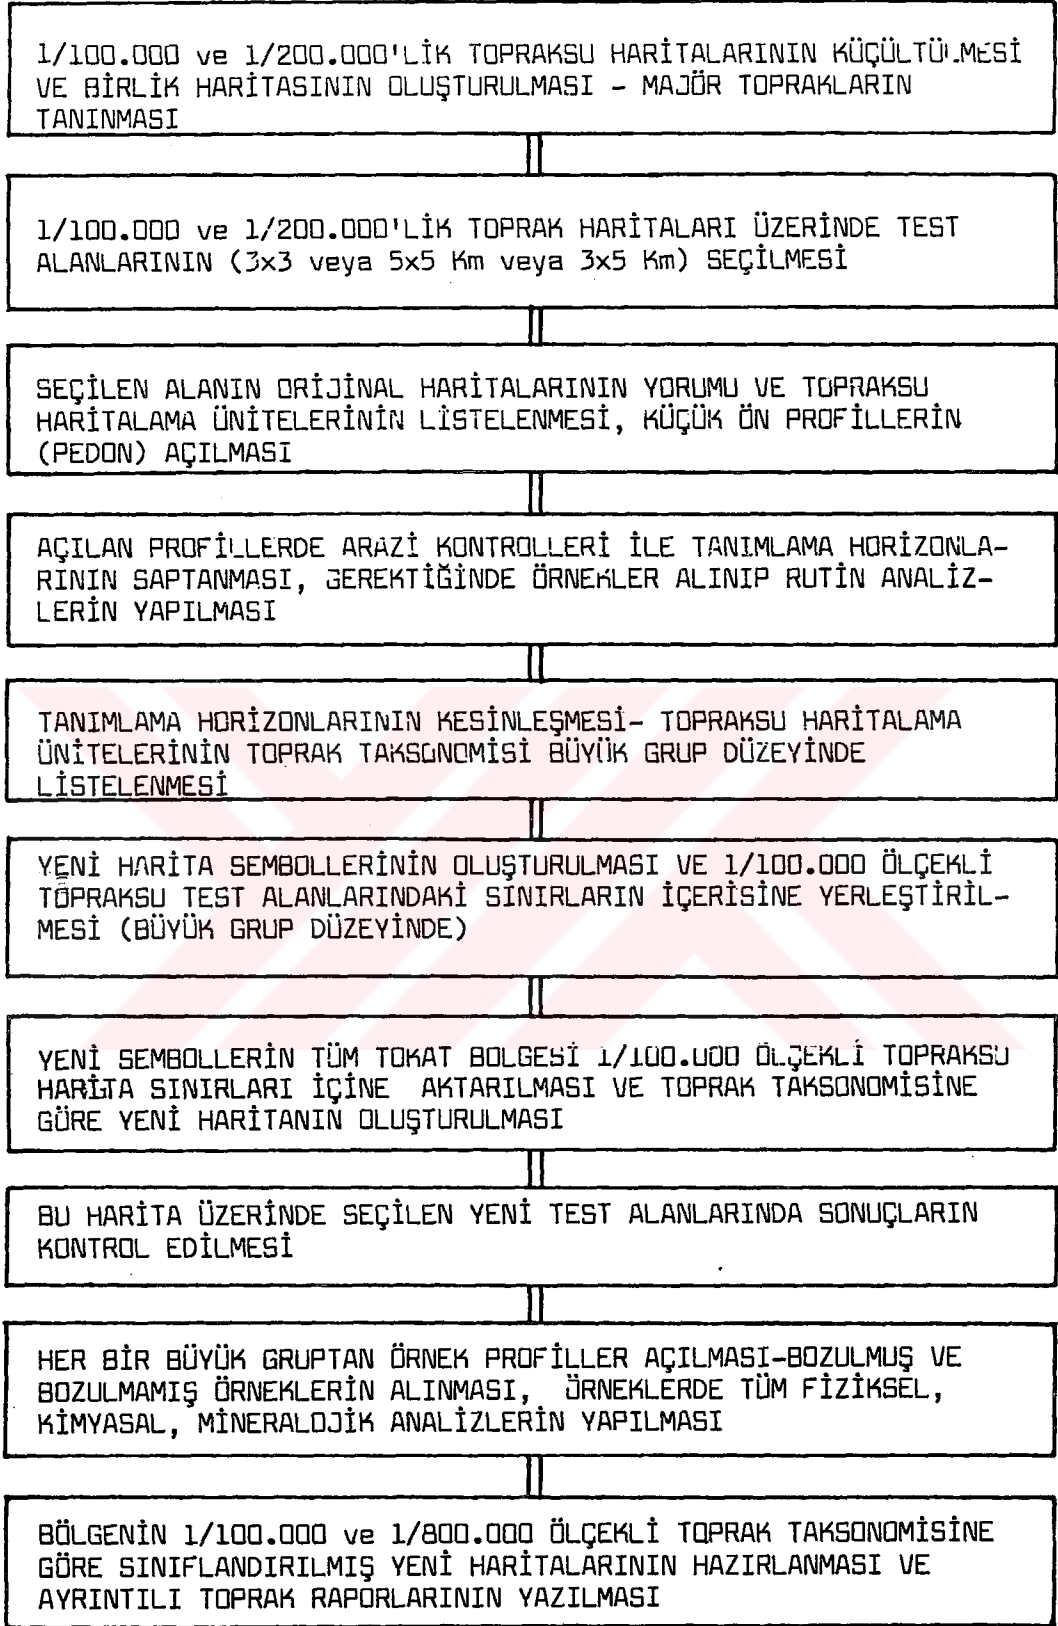 1/100.000 ve 1/200.000'LİK TOPRAKSU HARİTALARININ KÜÇÜLTÜLMESİ
VE BİRLİK HARİTASININ OLUŞTURULMASI - MAJÖR TOPRAKLARIN
TANINMASI
1/100.000 ve 1/200.000'LİK TOPRAK HARİTALARI ÜZERİNDE TEST
ALANLARININ (3x3 veya 5x5 Km veya 3x5 Km) SEÇİLMESİ
SEÇİLEN ALANIN ORİJİNAL HARİTALARININ YORUMU VE TOPRAKSU
HARİTALAMA ÜNİTELERİNİN LİSTELENMESİ, KÜÇÜK ÖN PROFİLLERİN
(PEDON) AÇILMASI
AÇILAN PROFİLLERDE ARAZİ KONTROLLERİ İLE TANIMLAMA HORİZONLA-
RININ SAPTANMASI, GEREKTİĞİNDE ÖRNEKLER ALINIP RUTİN ANALİZ-
LERİN YAPILMASI
TANIMLAMA HORİZONLARININ KESİNLEŞMESİ- TOPRAKSU HARİTALAMA
ÜNİTELERİNİN TOPRAK TAKSONOMİSİ BÜYÜK GRUP DÜZEYİNDE
LİSTELENMESİ
YENİ HARİTA SEMBOLLERİNİN OLUŞTURULMASI VE 1/100.000 ÖLÇEKLİ
TOPRAKSU TEST ALANLARINDAKİ SINIRLARIN İÇERİSİNE YERLEŞTİRİL-
MESİ (BÜYÜK GRUP DÜZEYİNDE)
YENİ SEMBOLLERİN TÜM TOKAT BOLGESİ 1/100.000 ÖLÇEKLİ TOPRAKSU
HARİTA SINIRLARI İÇİNE AKTARILMASI VE TOPRAK TAKSONOMİSİNE
GÖRE YENİ HARİTANIN OLUŞTURULMASI
BU HARİTA ÜZERİNDE SEÇİLEN YENİ TEST ALANLARINDA SONUÇLARIN
KONTROL EDİLMESİ
HER BİR BÜYÜK GRUPTAN ÖRNEK PROFİLLER AÇILMASI-BOZULMUŞ VE
BOZULMAMIŞ ÖRNEKLERİN ALINMASI, ÖRNEKLERDE TÜM FİZİKSEL,
KİMYASAL, MİNERALOJİK ANALİZLERİN YAPILMASI
BÖLGENİN 1/100.000 ve 1/800.000 ÖLÇEKLİ TOPRAK TAKSONOMİSİNE
GÖRE SINIFLANDIRILMIŞ YENİ HARİTALARININ HAZIRLANMASI VE
AYRINTILI TOPRAK RAPORLARININ YAZILMASI